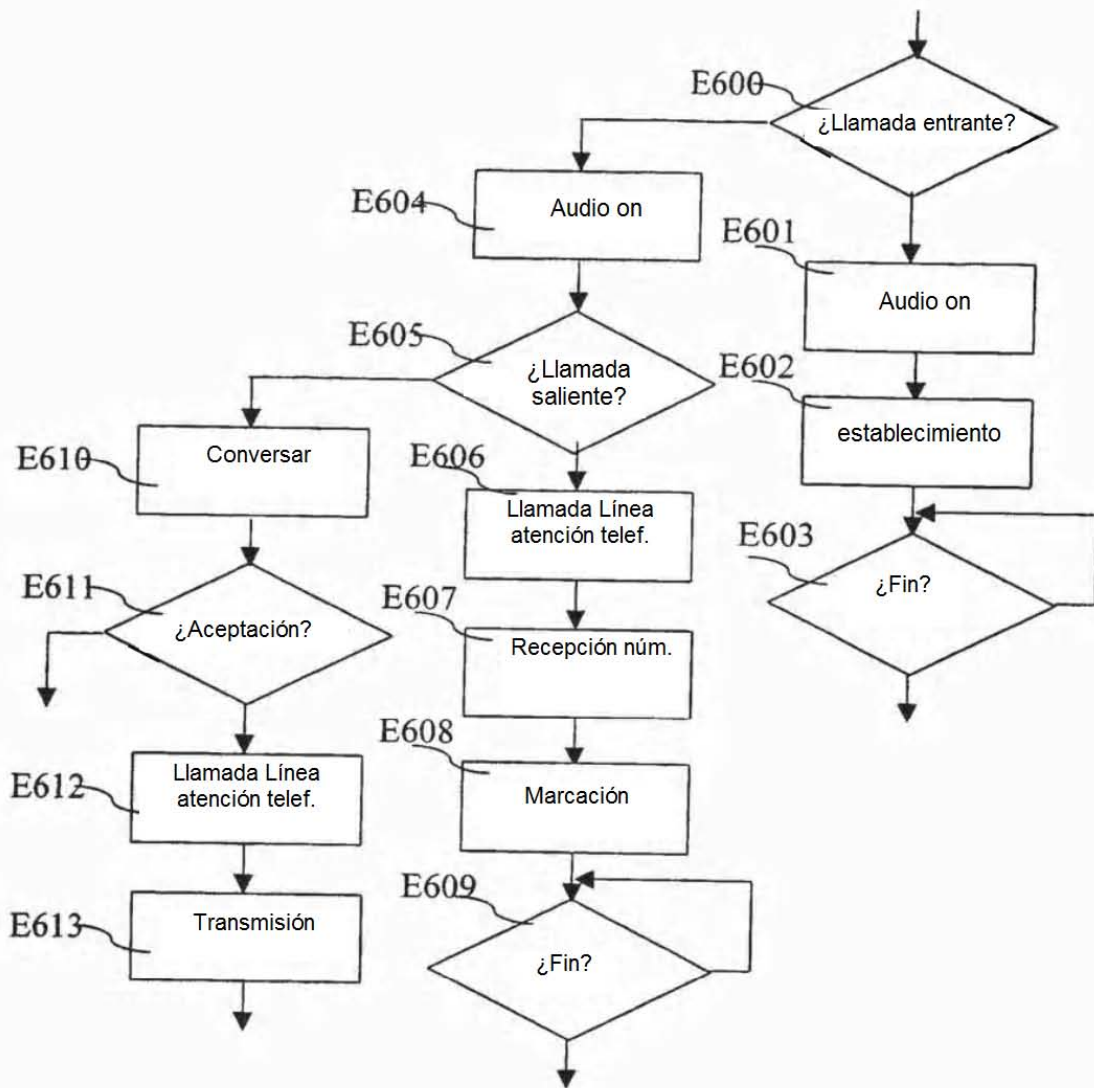 E600
¿Llamada entrante?
E604
Audio on
E601
Audio on
E605
¿Llamada
saliente?
E602
establecimiento
E610
Conversar
E606
Llamada Línea
atención telef.
E603
¿Fin?
E611
¿Aceptación?
E607
Recepción núm.
E612
Llamada Línea
atención telef.
E608
Marcación
E613
Transmisión
E609
¿Fin?